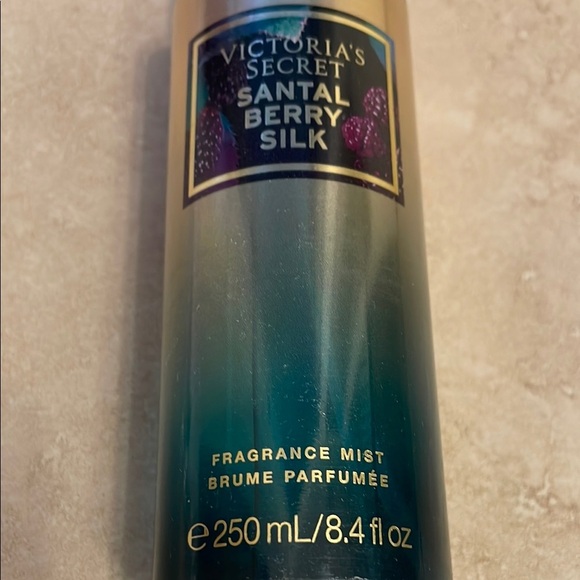 VICTORIA'S
SECRET
SANTAL
BERRY
SILK
FRAGRANCE MIST
BRUME PARFUMÉE
℮ 250 mL/8.4 fl oz